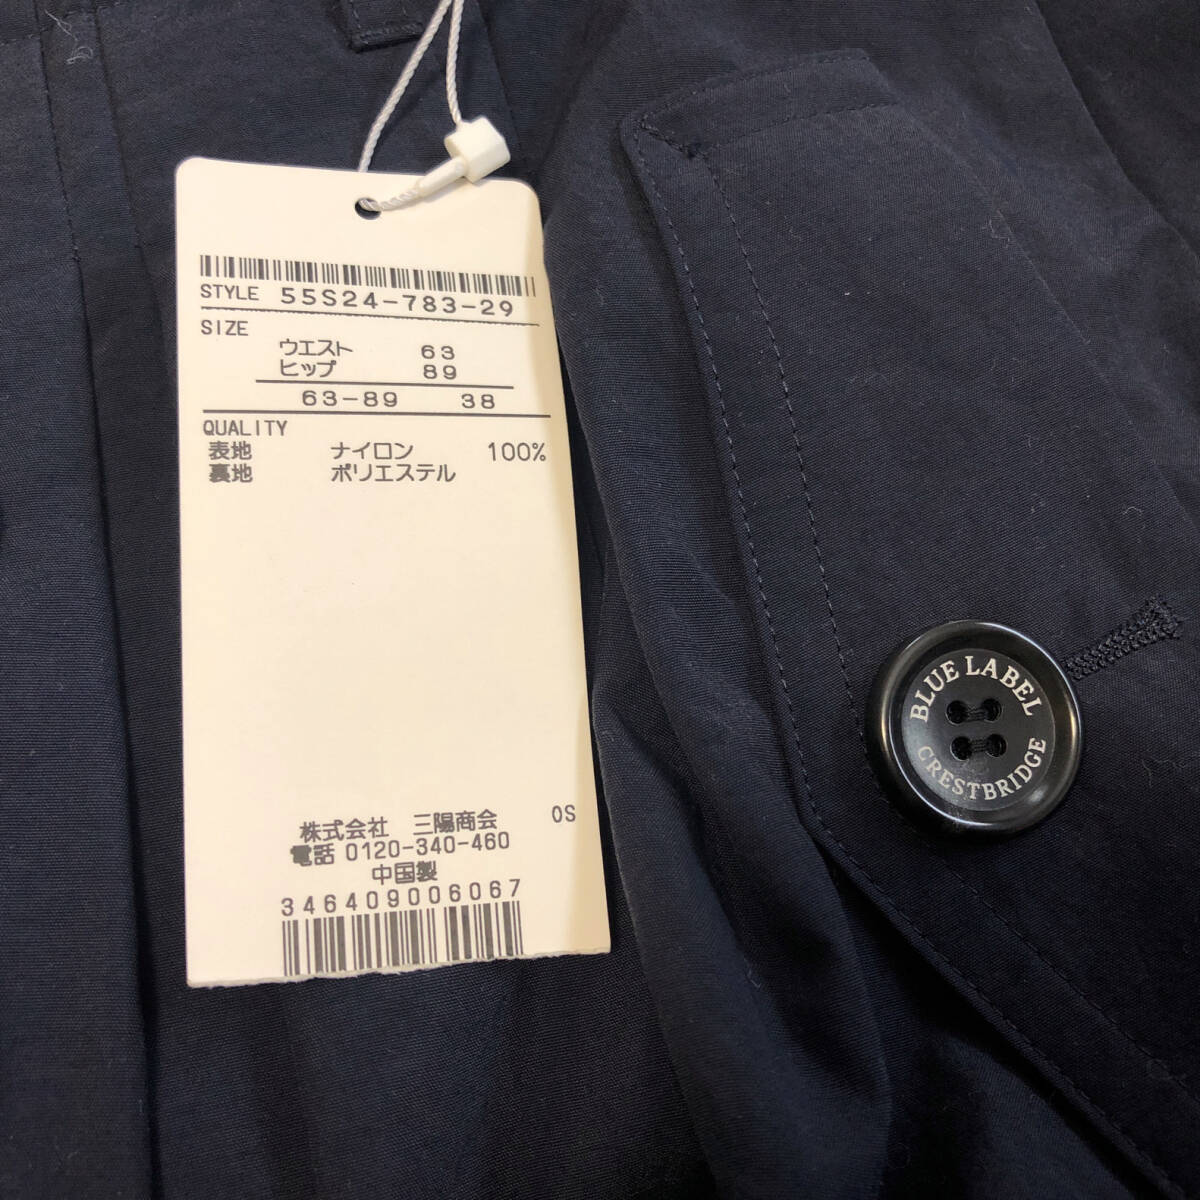 STYLE 55S24-783-29
SIZE
ウエスト 63
ヒップ 89
63-89 38
QUALITY
表地 ナイロン 100%
裏地 ポリエステル
株式会社 三陽商会 0S
電話 0120-340-460
中国製
346409006067
BLUE LABEL
CRESTBRIDGE